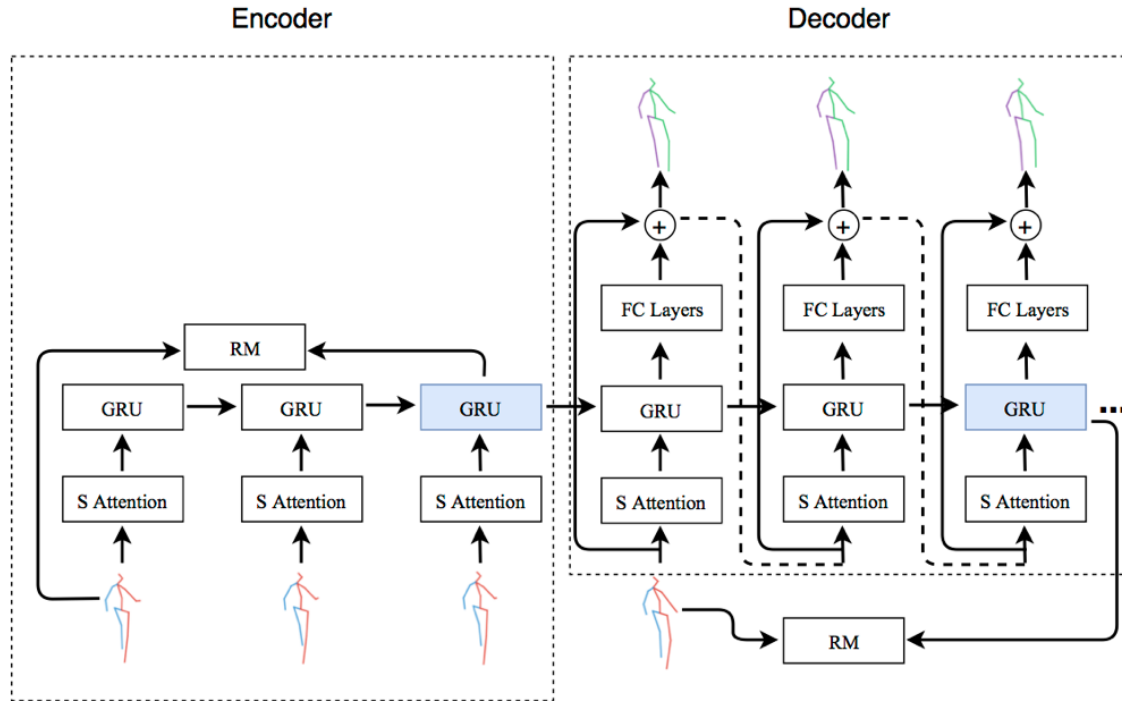 Encoder
Decoder
FC Layers
FC Layers
FC Layers
RM
GRU
GRU
GRU
GRU
GRU
GRU
...
S Attention
S Attention
S Attention
S Attention
S Attention
S Attention
RM